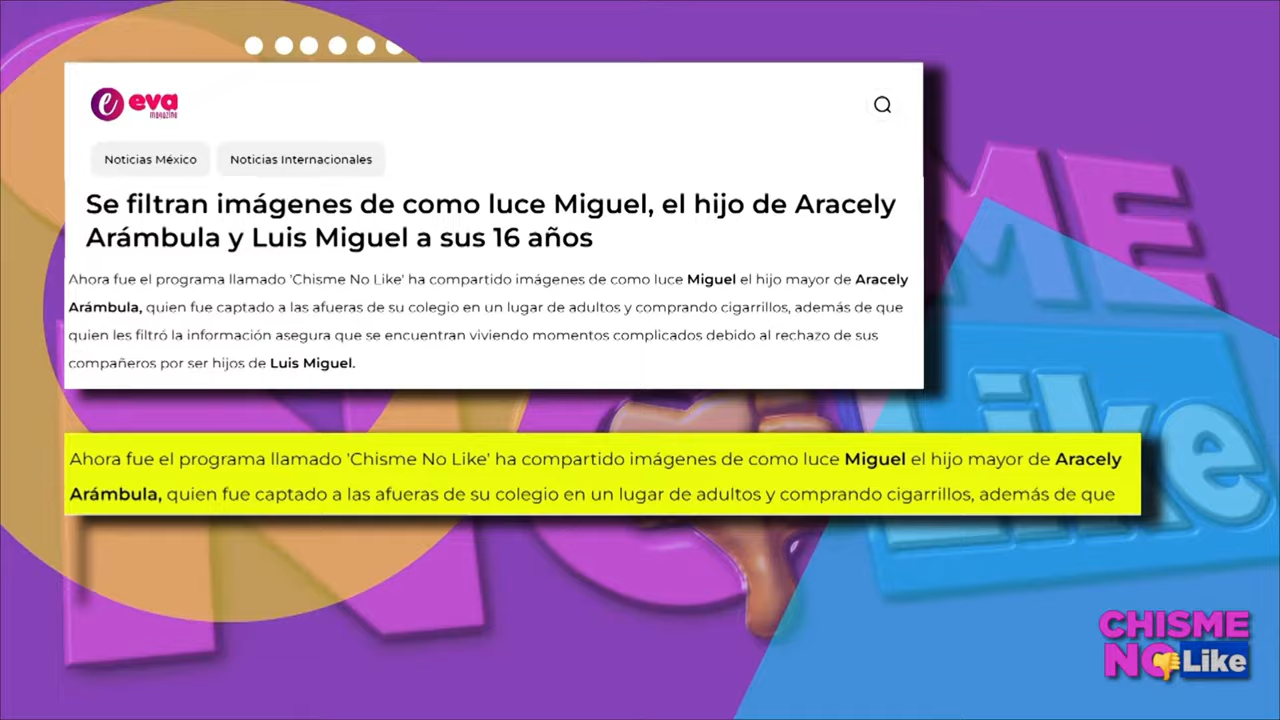 e eva
magazine
Noticias México Noticias Internacionales
Se filtran imágenes de como luce Miguel, el hijo de Aracely
Arámbula y Luis Miguel a sus 16 años
Ahora fue el programa llamado 'Chisme No Like' ha compartido imágenes de como luce Miguel el hijo mayor de Aracely
Arámbula, quien fue captado a las afueras de su colegio en un lugar de adultos y comprando cigarrillos, además de que
quien les filtró la información asegura que se encuentran viviendo momentos complicados debido al rechazo de sus
compañeros por ser hijos de Luis Miguel.
Ahora fue el programa llamado 'Chisme No Like' ha compartido imágenes de como luce Miguel el hijo mayor de Aracely
Arámbula, quien fue captado a las afueras de su colegio en un lugar de adultos y comprando cigarrillos, además de que
ME
NO Like
CHISME
NO Like